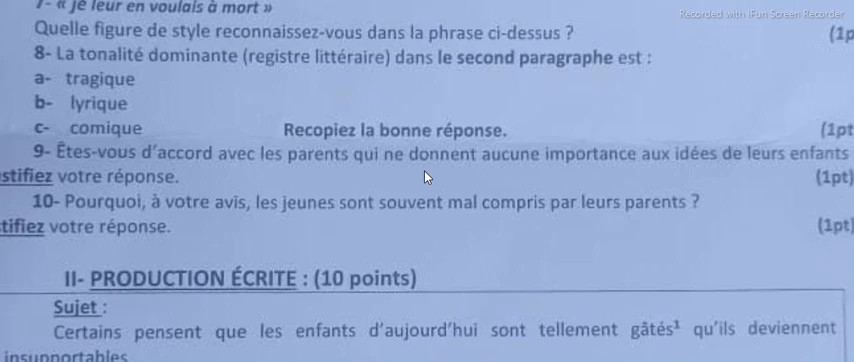 7- « je leur en voulais à mort »
Recorded with iFun Screen Recorder
Quelle figure de style reconnaissez-vous dans la phrase ci-dessus ? (1p
8- La tonalité dominante (registre littéraire) dans le second paragraphe est :
a- tragique
b- lyrique
c- comique Recopiez la bonne réponse. (1pt
9- Êtes-vous d'accord avec les parents qui ne donnent aucune importance aux idées de leurs enfants
stifiez votre réponse. (1pt)
10- Pourquoi, à votre avis, les jeunes sont souvent mal compris par leurs parents ?
tifiez votre réponse. (1pt)
II- PRODUCTION ÉCRITE : (10 points)
Sujet :
Certains pensent que les enfants d'aujourd'hui sont tellement gâtés¹ qu'ils deviennent
insupportables